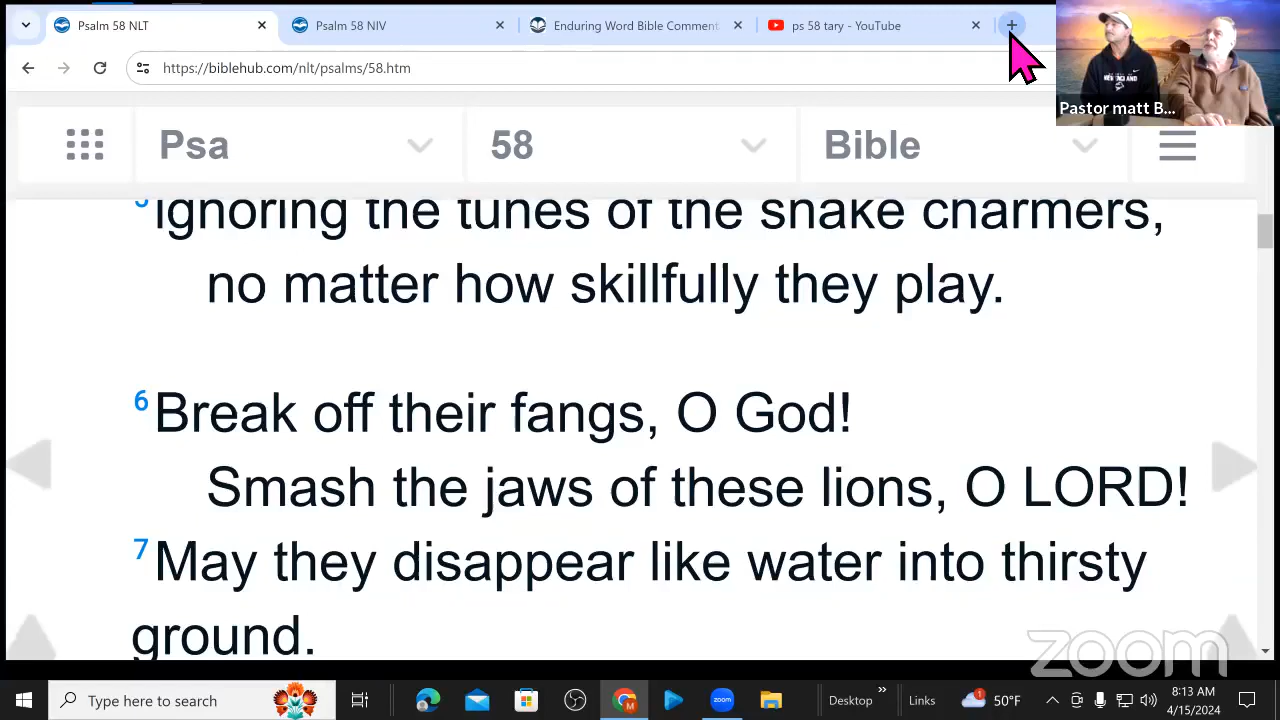 Psalm 58 NLT
Psalm 58 NIV
Enduring Word Bible Comment
ps 58 tary - YouTube
https://biblehub.com/nlt/psalms/58.htm
Pastor matt B...
Psa
58
Bible
5 ignoring the tunes of the snake charmers,
no matter how skillfully they play.
6 Break off their fangs, O God!
Smash the jaws of these lions, O LORD!
7 May they disappear like water into thirsty
ground.
zoom
Type here to search
zoom
Desktop
Links
1
50°F
8:13 AM
4/15/2024